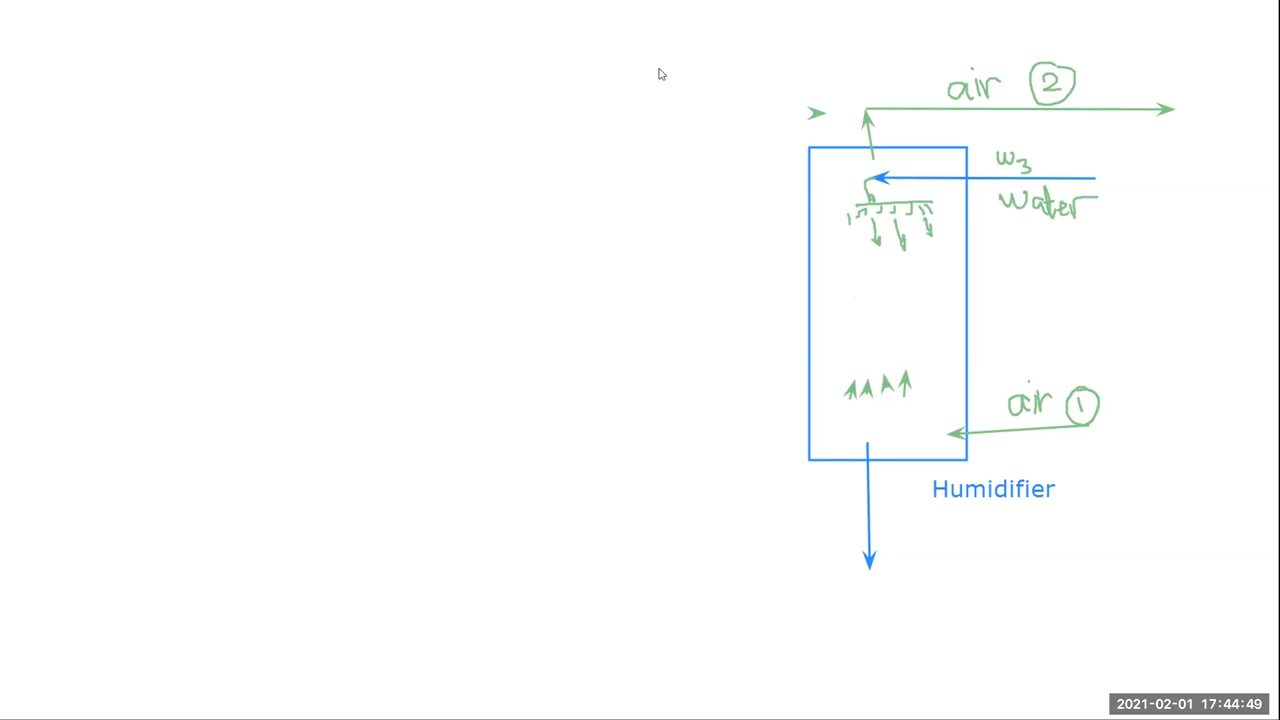 air ②
w₃
water
air ①
Humidifier
2021-02-01 17:44:49